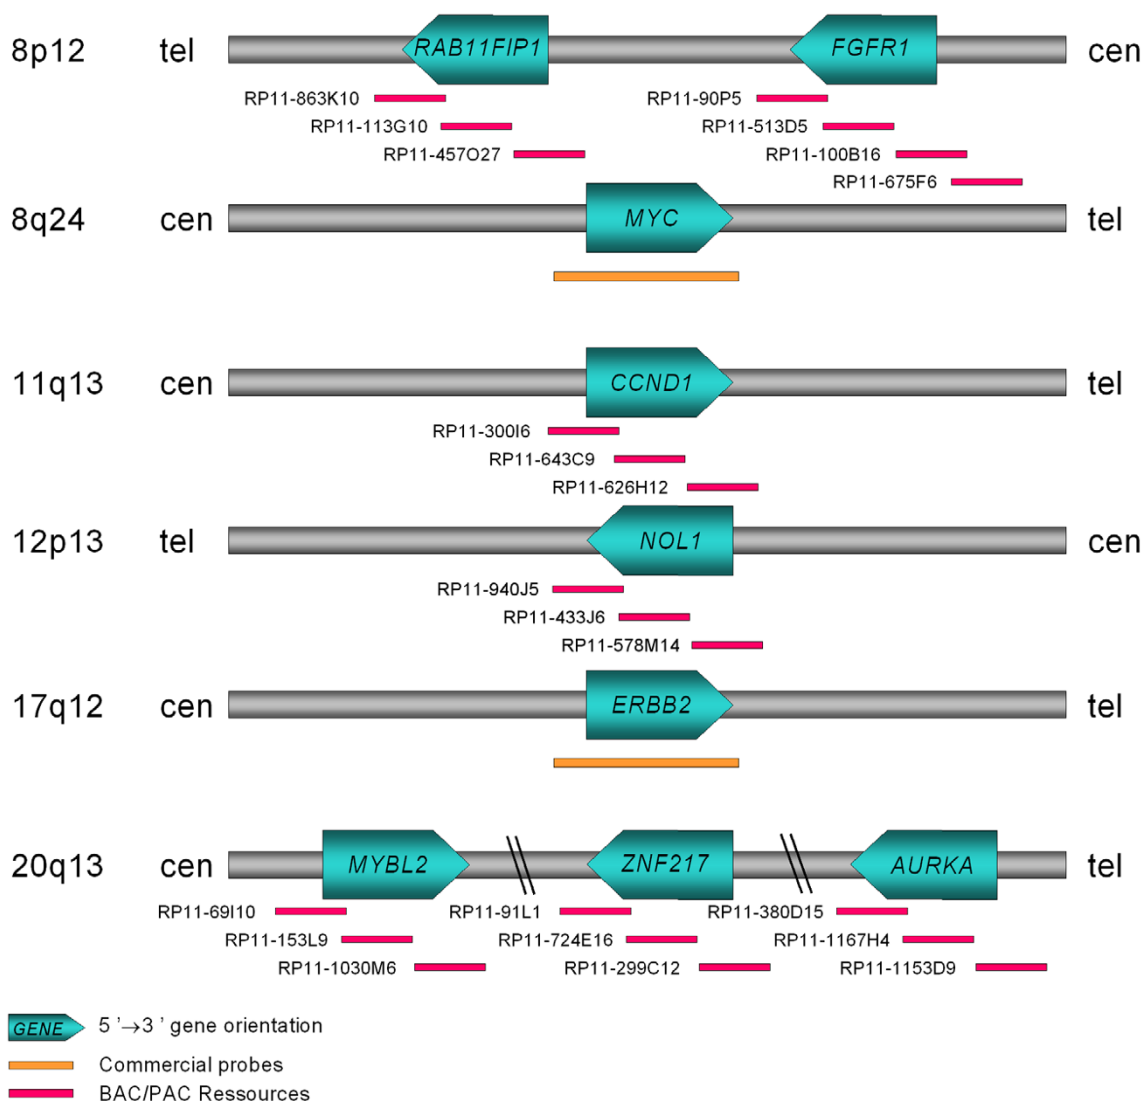 8p12 tel RAB11FIP1 FGFR1 cen
RP11-863K10 RP11-90P5
RP11-113G10 RP11-513D5
RP11-457O27 RP11-100B16
RP11-675F6
8q24 cen MYC tel
11q13 cen CCND1 tel
RP11-300I6
RP11-643C9
RP11-626H12
12p13 tel NOL1 cen
RP11-940J5
RP11-433J6
RP11-578M14
17q12 cen ERBB2 tel
20q13 cen MYBL2 ZNF217 AURKA tel
RP11-69I10 RP11-91L1 RP11-380D15
RP11-153L9 RP11-724E16 RP11-1167H4
RP11-1030M6 RP11-299C12 RP11-1153D9
GENE 5 '→3 ' gene orientation
Commercial probes
BAC/PAC Ressources